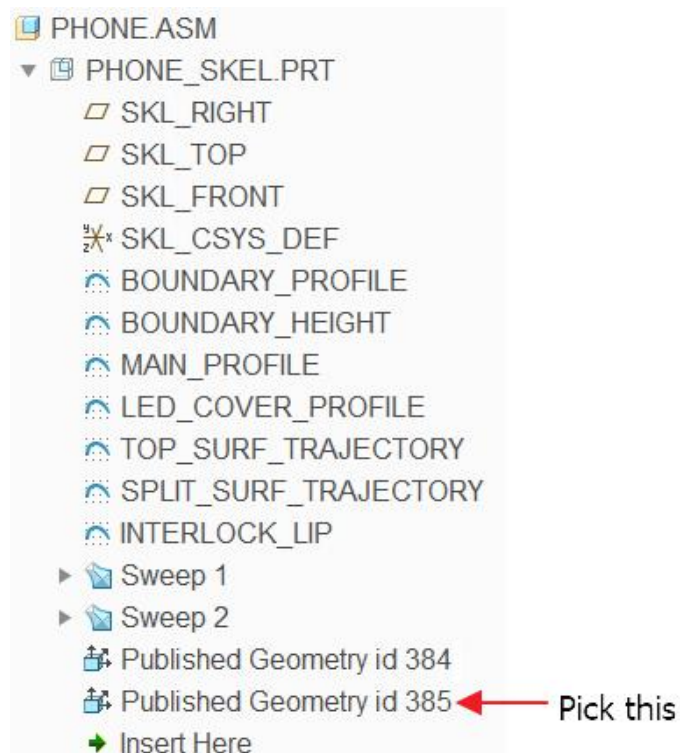 PHONE.ASM
PHONE_SKEL.PRT
SKL_RIGHT
SKL_TOP
SKL_FRONT
SKL_CSYS_DEF
BOUNDARY_PROFILE
BOUNDARY_HEIGHT
MAIN_PROFILE
LED_COVER_PROFILE
TOP_SURF_TRAJECTORY
SPLIT_SURF_TRAJECTORY
INTERLOCK_LIP
Sweep 1
Sweep 2
Published Geometry id 384
Published Geometry id 385 Pick this
Insert Here